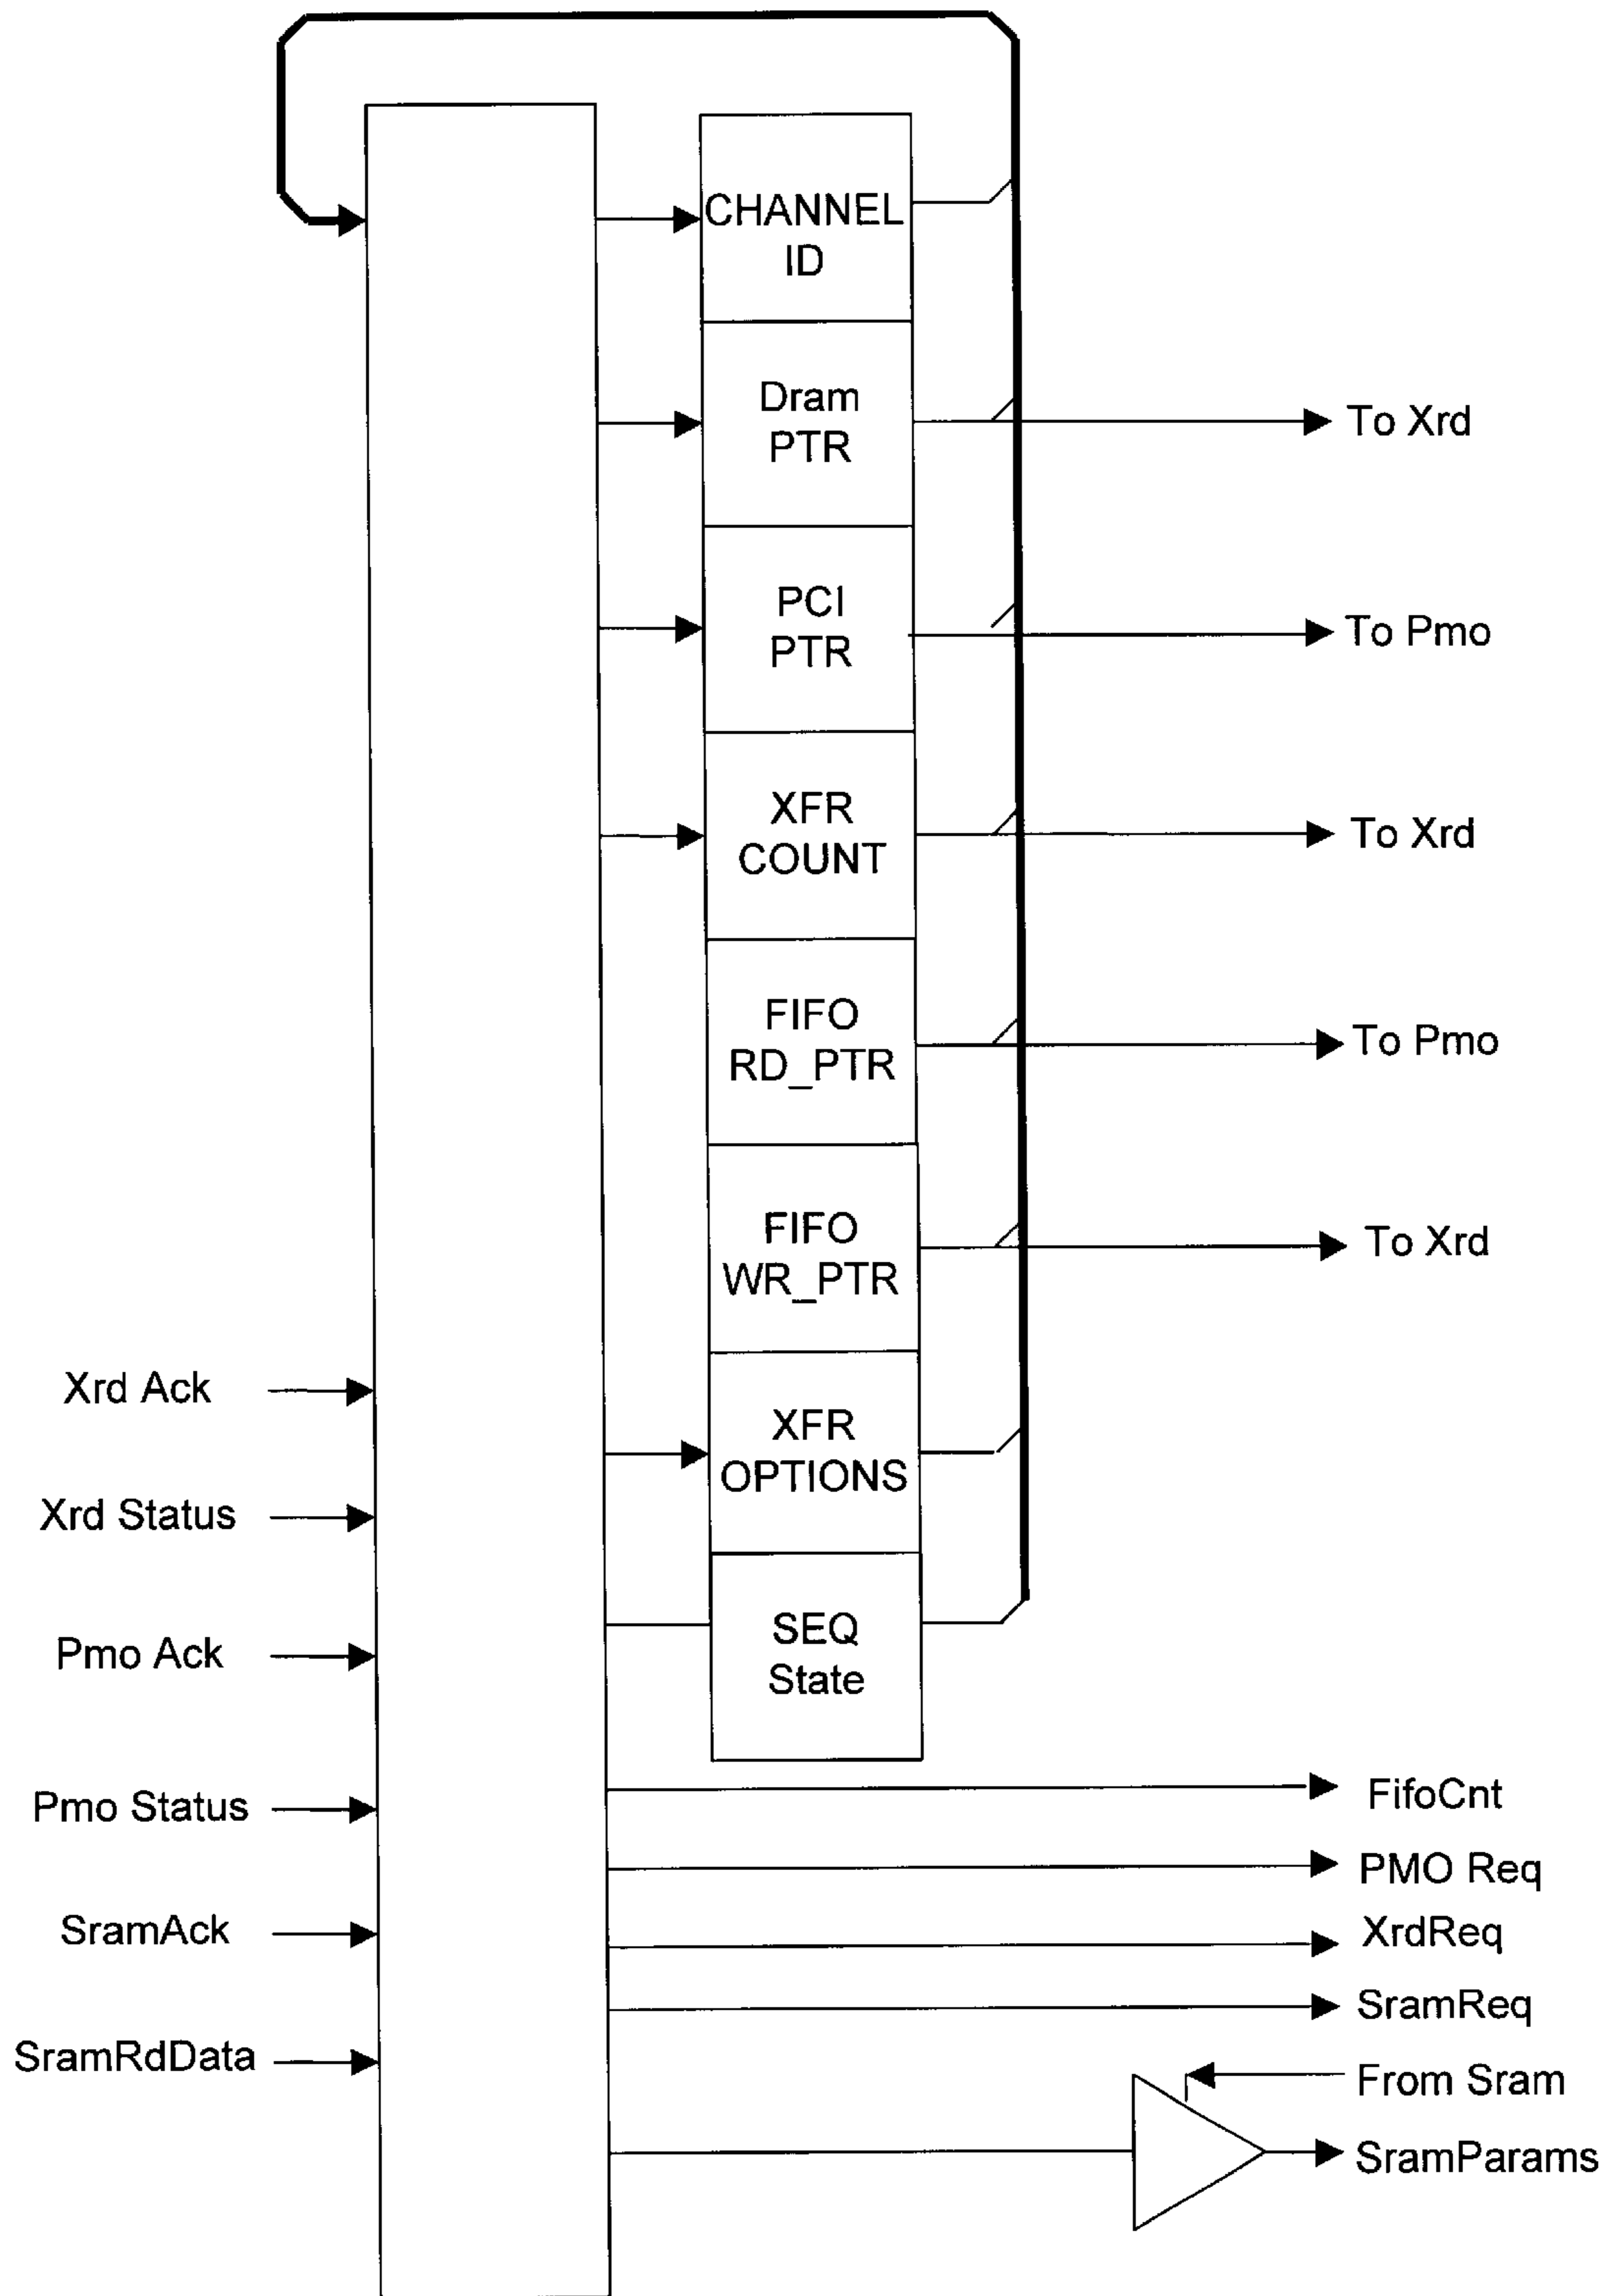 CHANNEL
ID
Dram
PTR
To Xrd
PCI
PTR
To Pmo
XFR
COUNT
To Xrd
FIFO
RD_PTR
To Pmo
FIFO
WR_PTR
To Xrd
Xrd Ack
XFR
OPTIONS
Xrd Status
SEQ
State
Pmo Ack
Pmo Status
FifoCnt
PMO Req
SramAck
XrdReq
SramReq
SramRdData
From Sram
SramParams